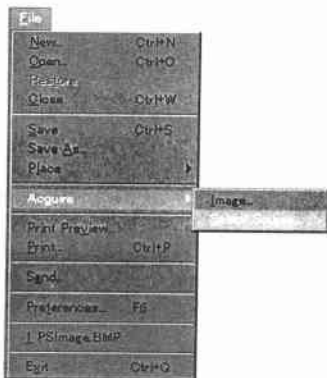 File
New... Ctrl+N
Open... Ctrl+O
Restore
Close Ctrl+W
Save Ctrl+S
Save As...
Place
Acquire
Image...
Print Preview
Print... Ctrl+P
Send...
Preferences... F6
1 PSImage.BMP
Exit Ctrl+Q